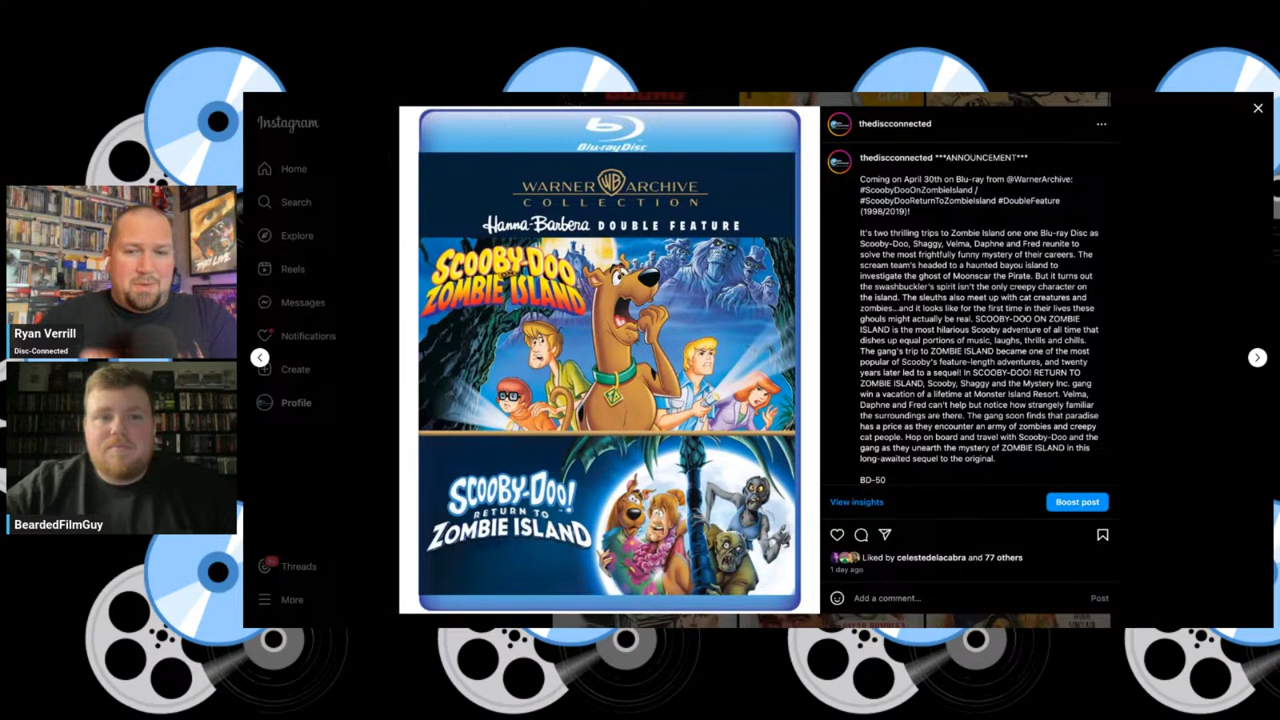 Instagram
Home
Search
Explore
Reels
Messages
Notifications
Create
Profile
Threads
More
THEY LIVE
Ryan Verrill
Disc-Connected
BeardedFilmGuy
Blu-ray Disc
WARNER WB ARCHIVE
COLLECTION
Hanna-Barbera DOUBLE FEATURE
SCOOBY-DOO
ON
ZOMBIE ISLAND
SCOOBY-DOO!
RETURN TO
ZOMBIE ISLAND
thediscconnected
thediscconnected ***ANNOUNCEMENT***
Coming on April 30th on Blu-ray from @WarnerArchive:
#ScoobyDooOnZombieIsland /
#ScoobyDooReturnToZombieIsland #DoubleFeature
(1998/2019)!
It's two thrilling trips to Zombie Island one one Blu-ray Disc as
Scooby-Doo, Shaggy, Velma, Daphne and Fred reunite to
solve the most frightfully funny mystery of their careers. The
scream team's headed to a haunted bayou island to
investigate the ghost of Moonscar the Pirate. But it turns out
the swashbuckler's spirit isn't the only creepy character on
the island. The sleuths also meet up with cat creatures and
zombies...and it looks like for the first time in their lives these
ghouls might actually be real. SCOOBY-DOO ON ZOMBIE
ISLAND is the most hilarious Scooby adventure of all time that
dishes up equal portions of music, laughs, thrills and chills.
The gang's trip to ZOMBIE ISLAND became one of the most
popular of Scooby's feature-length adventures, and twenty
years later led to a sequel! In SCOOBY-DOO! RETURN TO
ZOMBIE ISLAND, Scooby, Shaggy and the Mystery Inc. gang
win a vacation of a lifetime at Monster Island Resort. Velma,
Daphne and Fred can't help but notice how strangely familiar
the surroundings are there. The gang soon finds that paradise
has a price as they encounter an army of zombies and creepy
cat people. Hop on board and travel with Scooby-Doo and the
gang as they unearth the mystery of ZOMBIE ISLAND in this
long-awaited sequel to the original.
BD-50
View insights
Boost post
Liked by celestedelacabra and 77 others
1 day ago
Add a comment...
Post